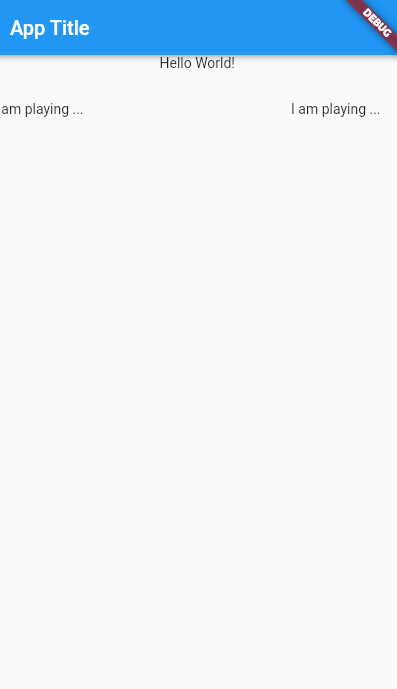 App Title
DEBUG
Hello World!
am playing ...
I am playing ...